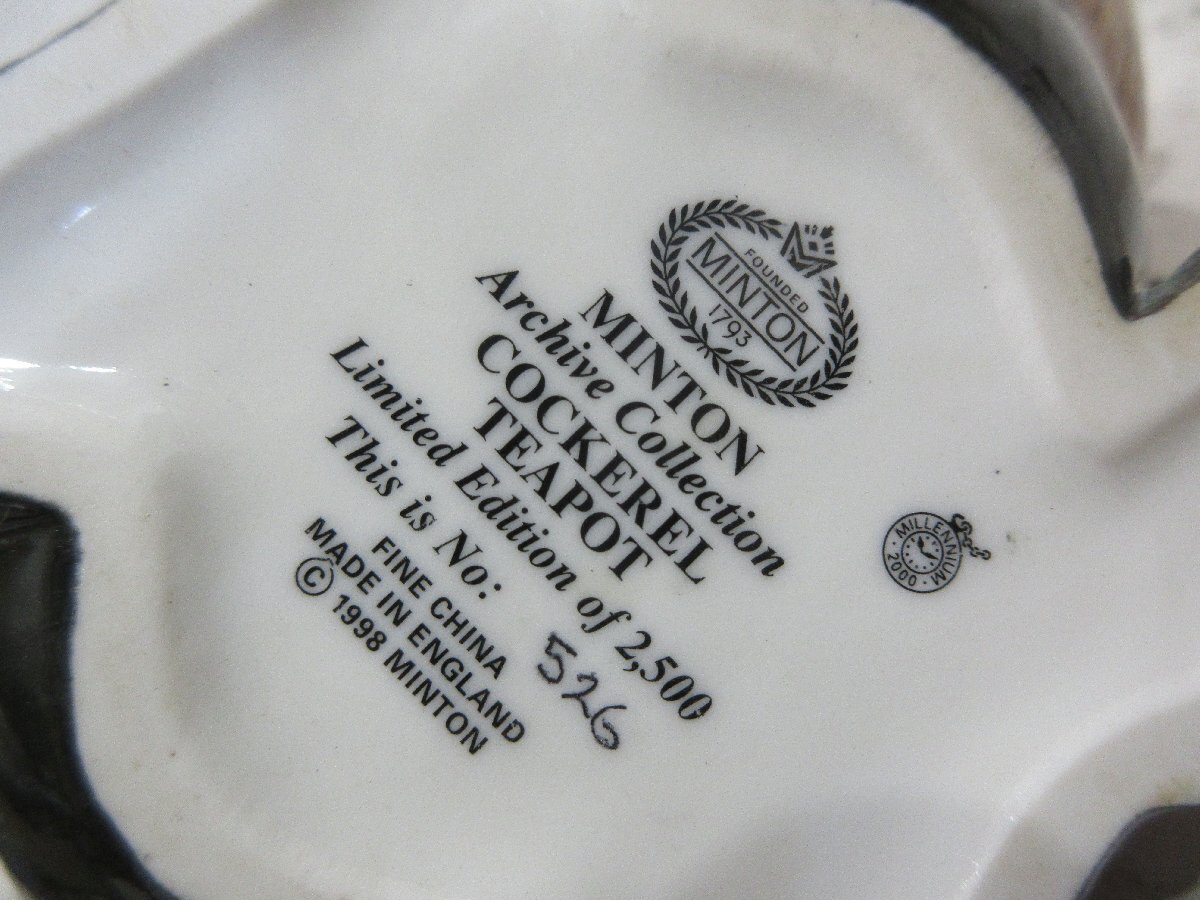 FOUNDED
MINTON
1793
MINTON
Archive Collection
COCKEREL
TEAPOT
Limited Edition of 2,500
This is No: 526
FINE CHINA
MADE IN ENGLAND
© 1998 MINTON
MILLENNIUM
2000